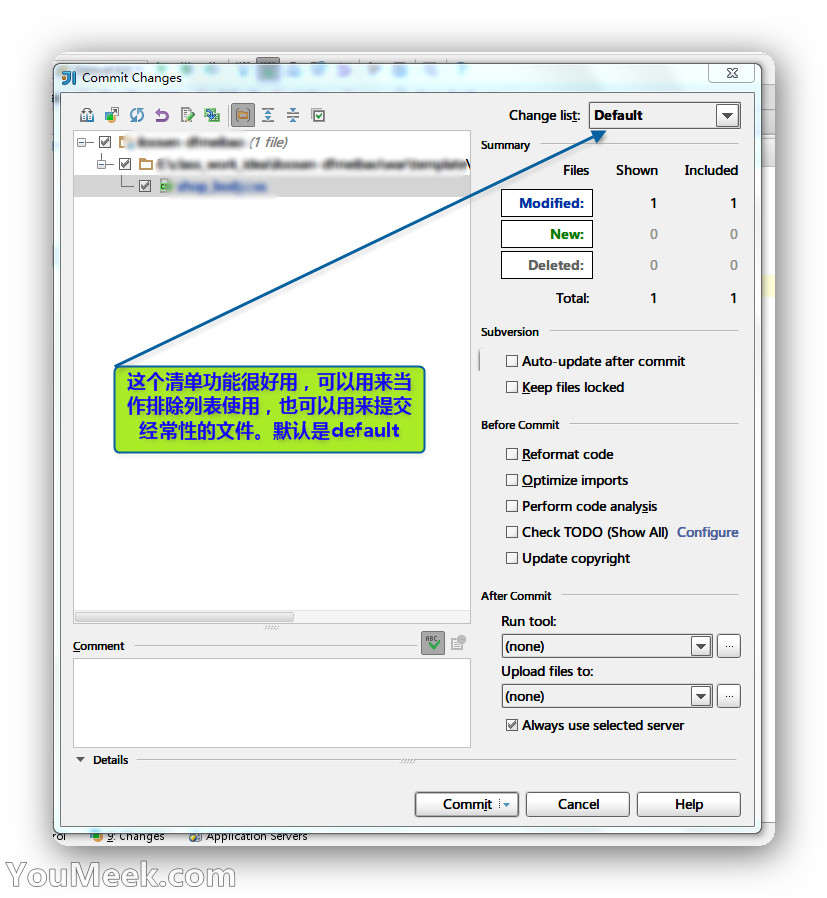 Commit Changes
Change list: Default
(1 file)
Summary
Files Shown Included
Modified: 1 1
New: 0 0
Deleted: 0 0
Total: 1 1
Subversion
Auto-update after commit
Keep files locked
Before Commit
Reformat code
Optimize imports
Perform code analysis
Check TODO (Show All) Configure
Update copyright
After Commit
Run tool:
(none)
Upload files to:
(none)
Always use selected server
这个清单功能很好用，可以用来当
作排除列表使用，也可以用来提交
经常性的文件。默认是default
Comment
ABC
Details
Commit Cancel Help
9: Changes Application Servers
YouMeek.com